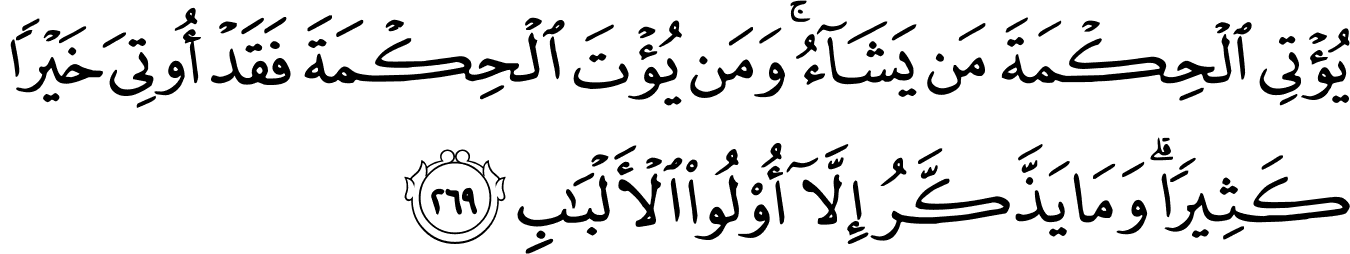 يُؤْتِي ٱلْحِكْمَةَ مَن يَشَآءُ ۚ وَمَن يُؤْتَ ٱلْحِكْمَةَ فَقَدْ أُوتِىَ خَيْرًا
كَثِيرًا ۗ وَمَا يَذَّكَّرُ إِلَّآ أُو۟لُوا۟ ٱلْأَلْبَـٰبِ ٢٦٩